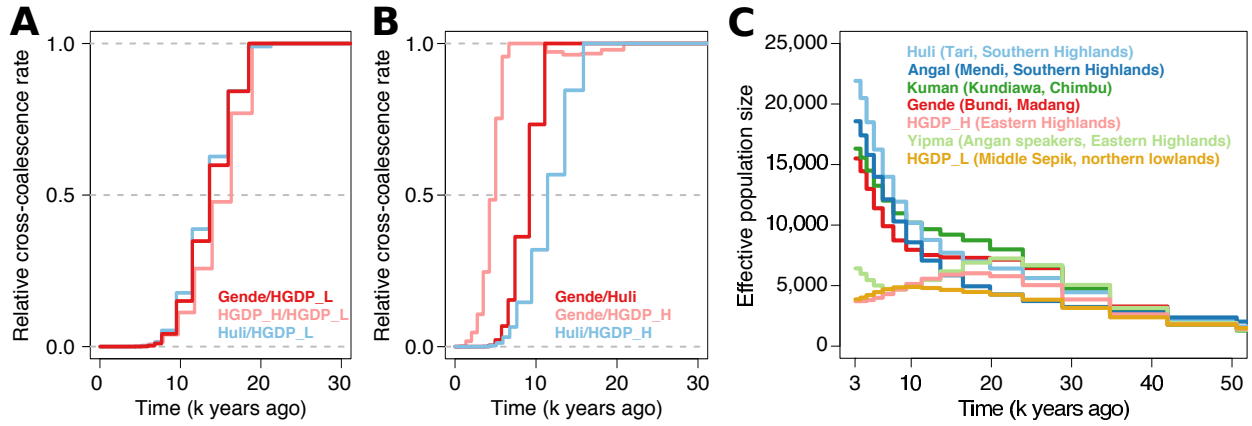 A
Relative cross-coalescence rate
1.0
0.5
0.0
Gende/HGDP_L
HGDP_H/HGDP_L
Huli/HGDP_L
0 10 20 30
Time (k years ago)
B
Relative cross-coalescence rate
1.0
0.5
0.0
Gende/Huli
Gende/HGDP_H
Huli/HGDP_H
0 10 20 30
Time (k years ago)
C
Effective population size
25,000
20,000
15,000
10,000
5,000
0
Huli (Tari, Southern Highlands)
Angal (Mendi, Southern Highlands)
Kuman (Kundiawa, Chimbu)
Gende (Bundi, Madang)
HGDP_H (Eastern Highlands)
Yipma (Angan speakers, Eastern Highlands)
HGDP_L (Middle Sepik, northern lowlands)
3 10 20 30 40 50
Time (k years ago)